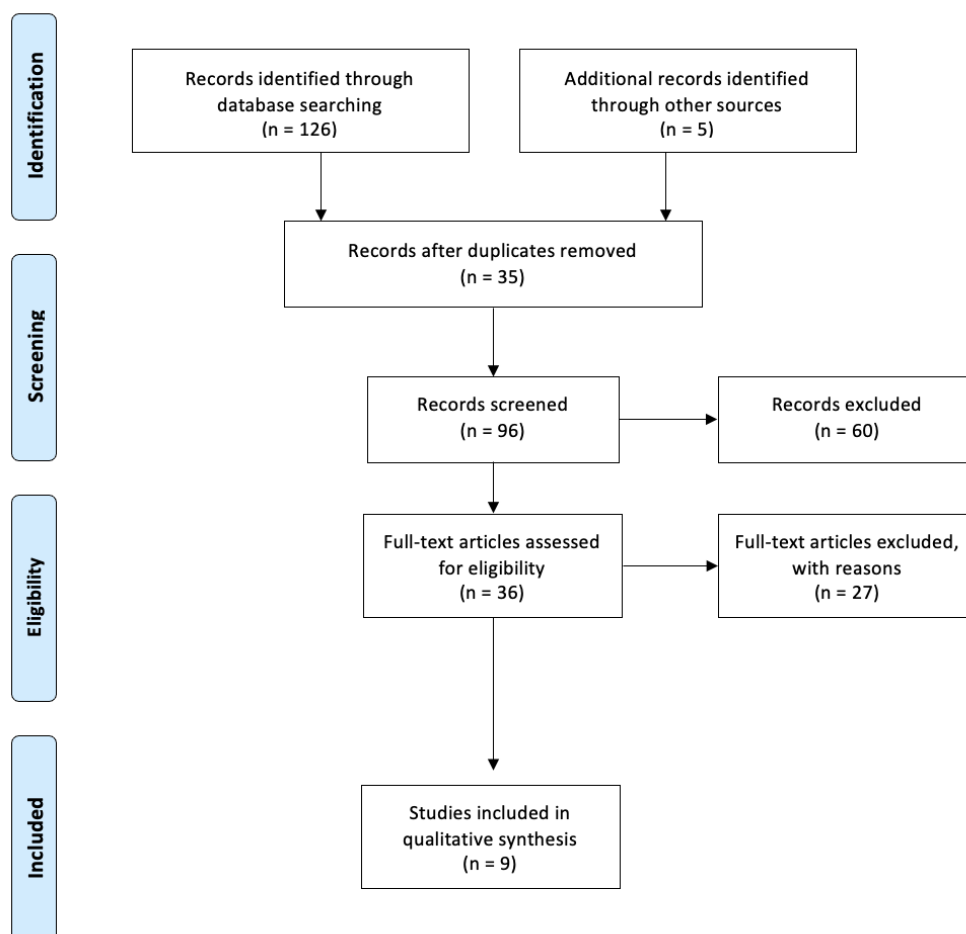 Identification
Records identified through
database searching
(n = 126)
Additional records identified
through other sources
(n = 5)
Records after duplicates removed
(n = 35)
Screening
Records screened
(n = 96)
Records excluded
(n = 60)
Eligibility
Full-text articles assessed
for eligibility
(n = 36)
Full-text articles excluded,
with reasons
(n = 27)
Included
Studies included in
qualitative synthesis
(n = 9)